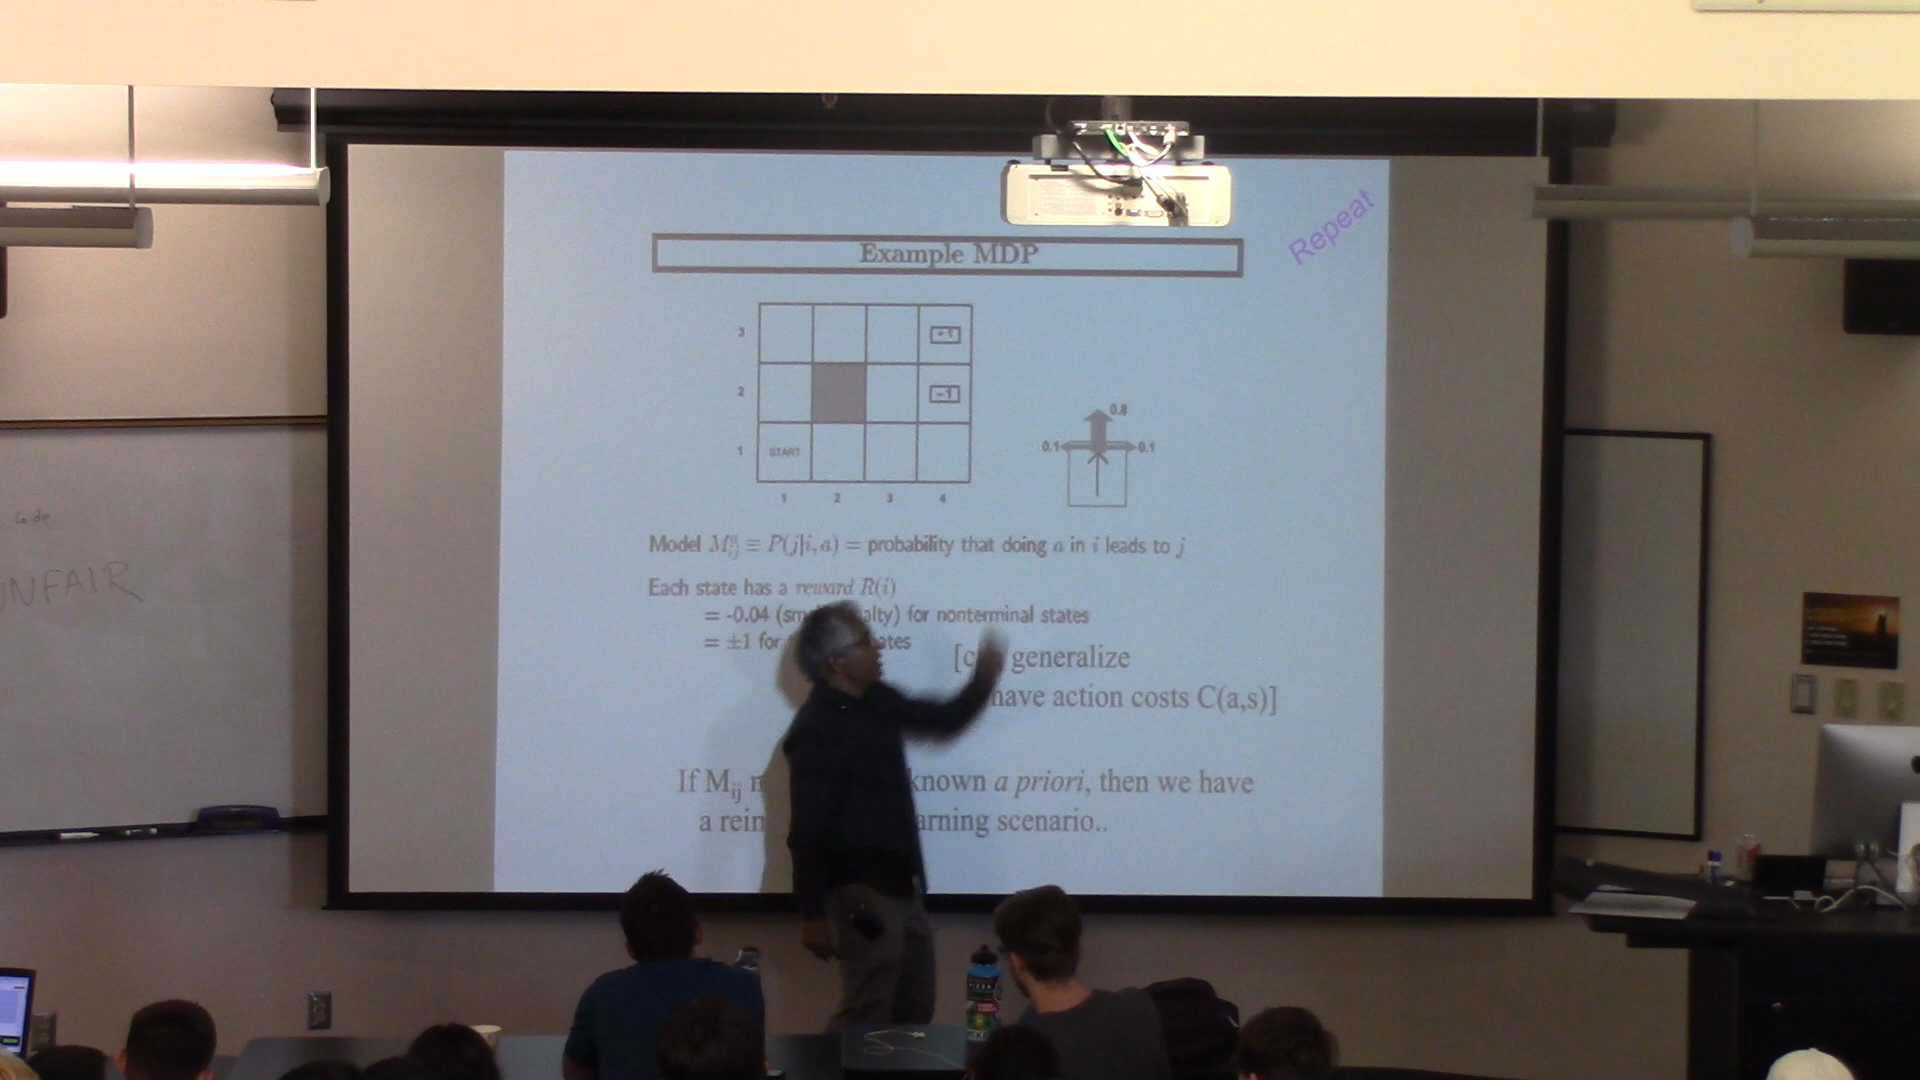 Repeat
Example MDP
3
+1
2
-1
0.8
0.1
0.1
1
START
1 2 3 4
Model M^a_ij ≡ P(j|i, a) = probability that doing a in i leads to j
Each state has a reward R(i)
= -0.04 (sm alty) for nonterminal states
= ±1 for ates
[c generalize
have action costs C(a,s)]
If M_ij known a priori, then we have
a rein arning scenario..
Code
UNFAIR